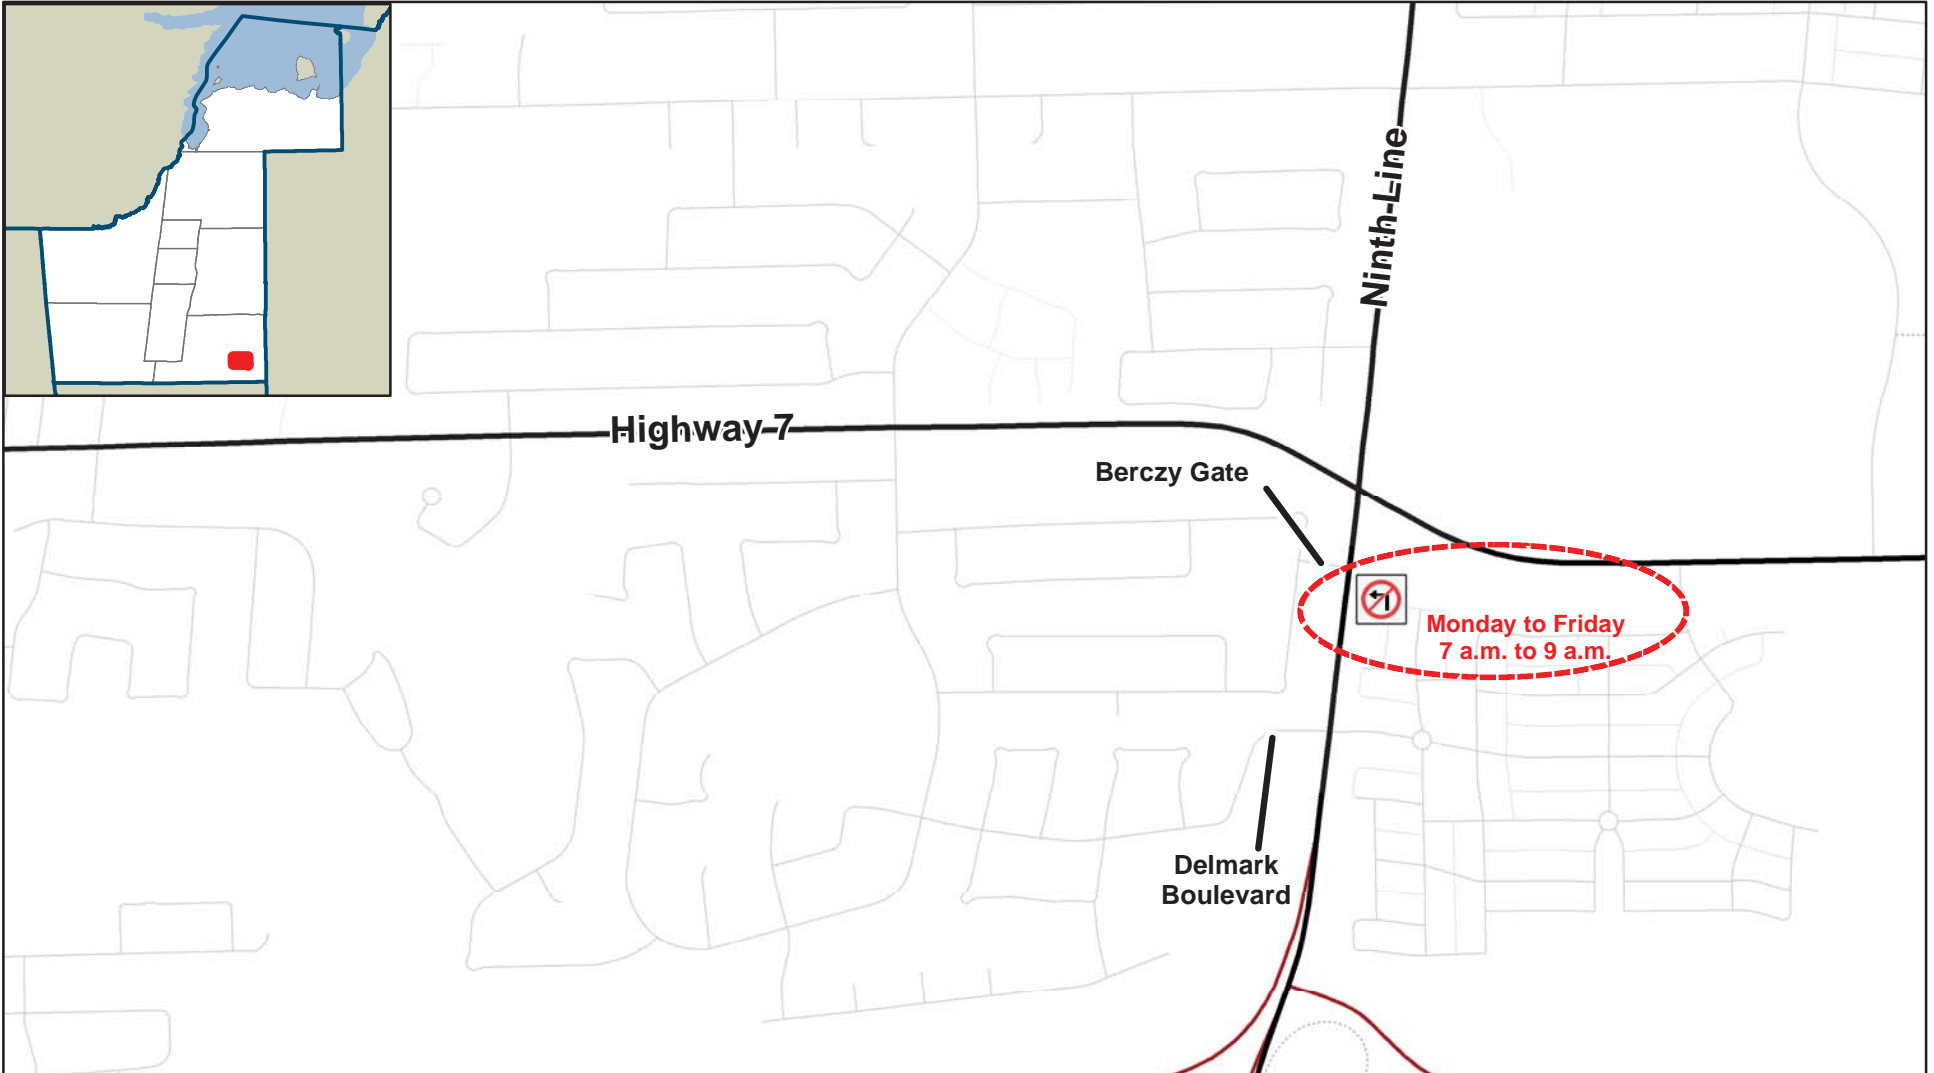 Ninth Line
Highway 7
Berczy Gate
Monday to Friday
7 a.m. to 9 a.m.
Delmark
Boulevard